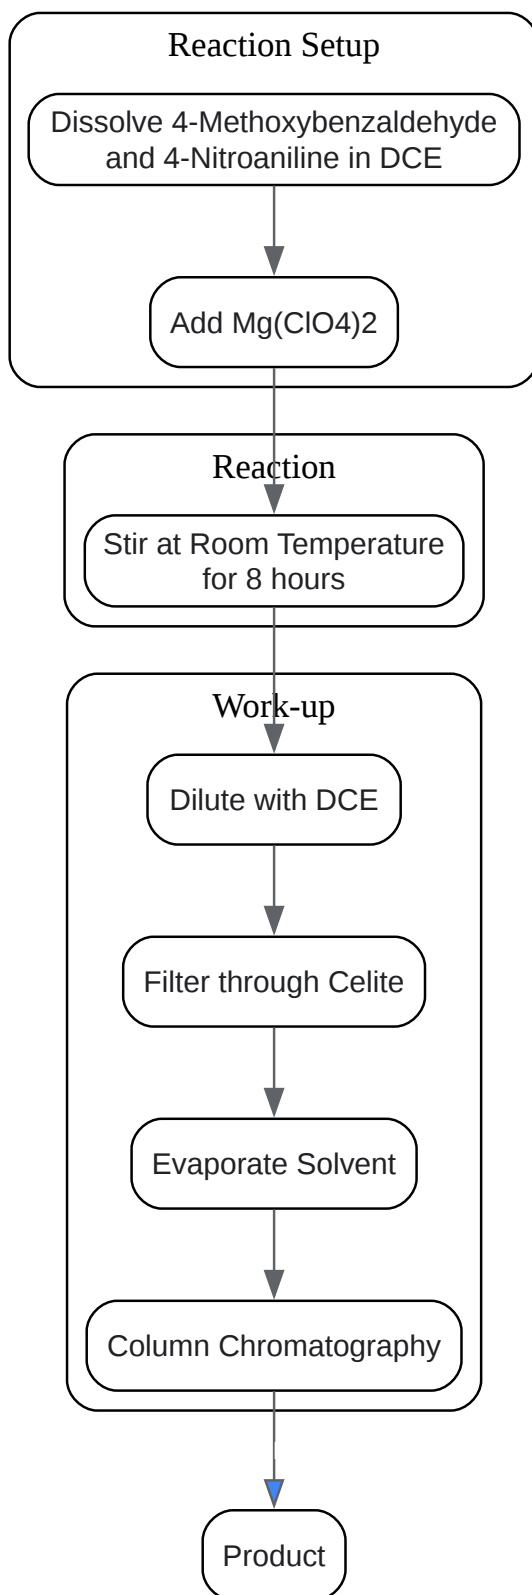 Reaction Setup
Dissolve 4-Methoxybenzaldehyde
and 4-Nitroaniline in DCE
Add Mg(ClO4)2
Reaction
Stir at Room Temperature
for 8 hours
Work-up
Dilute with DCE
Filter through Celite
Evaporate Solvent
Column Chromatography
Product